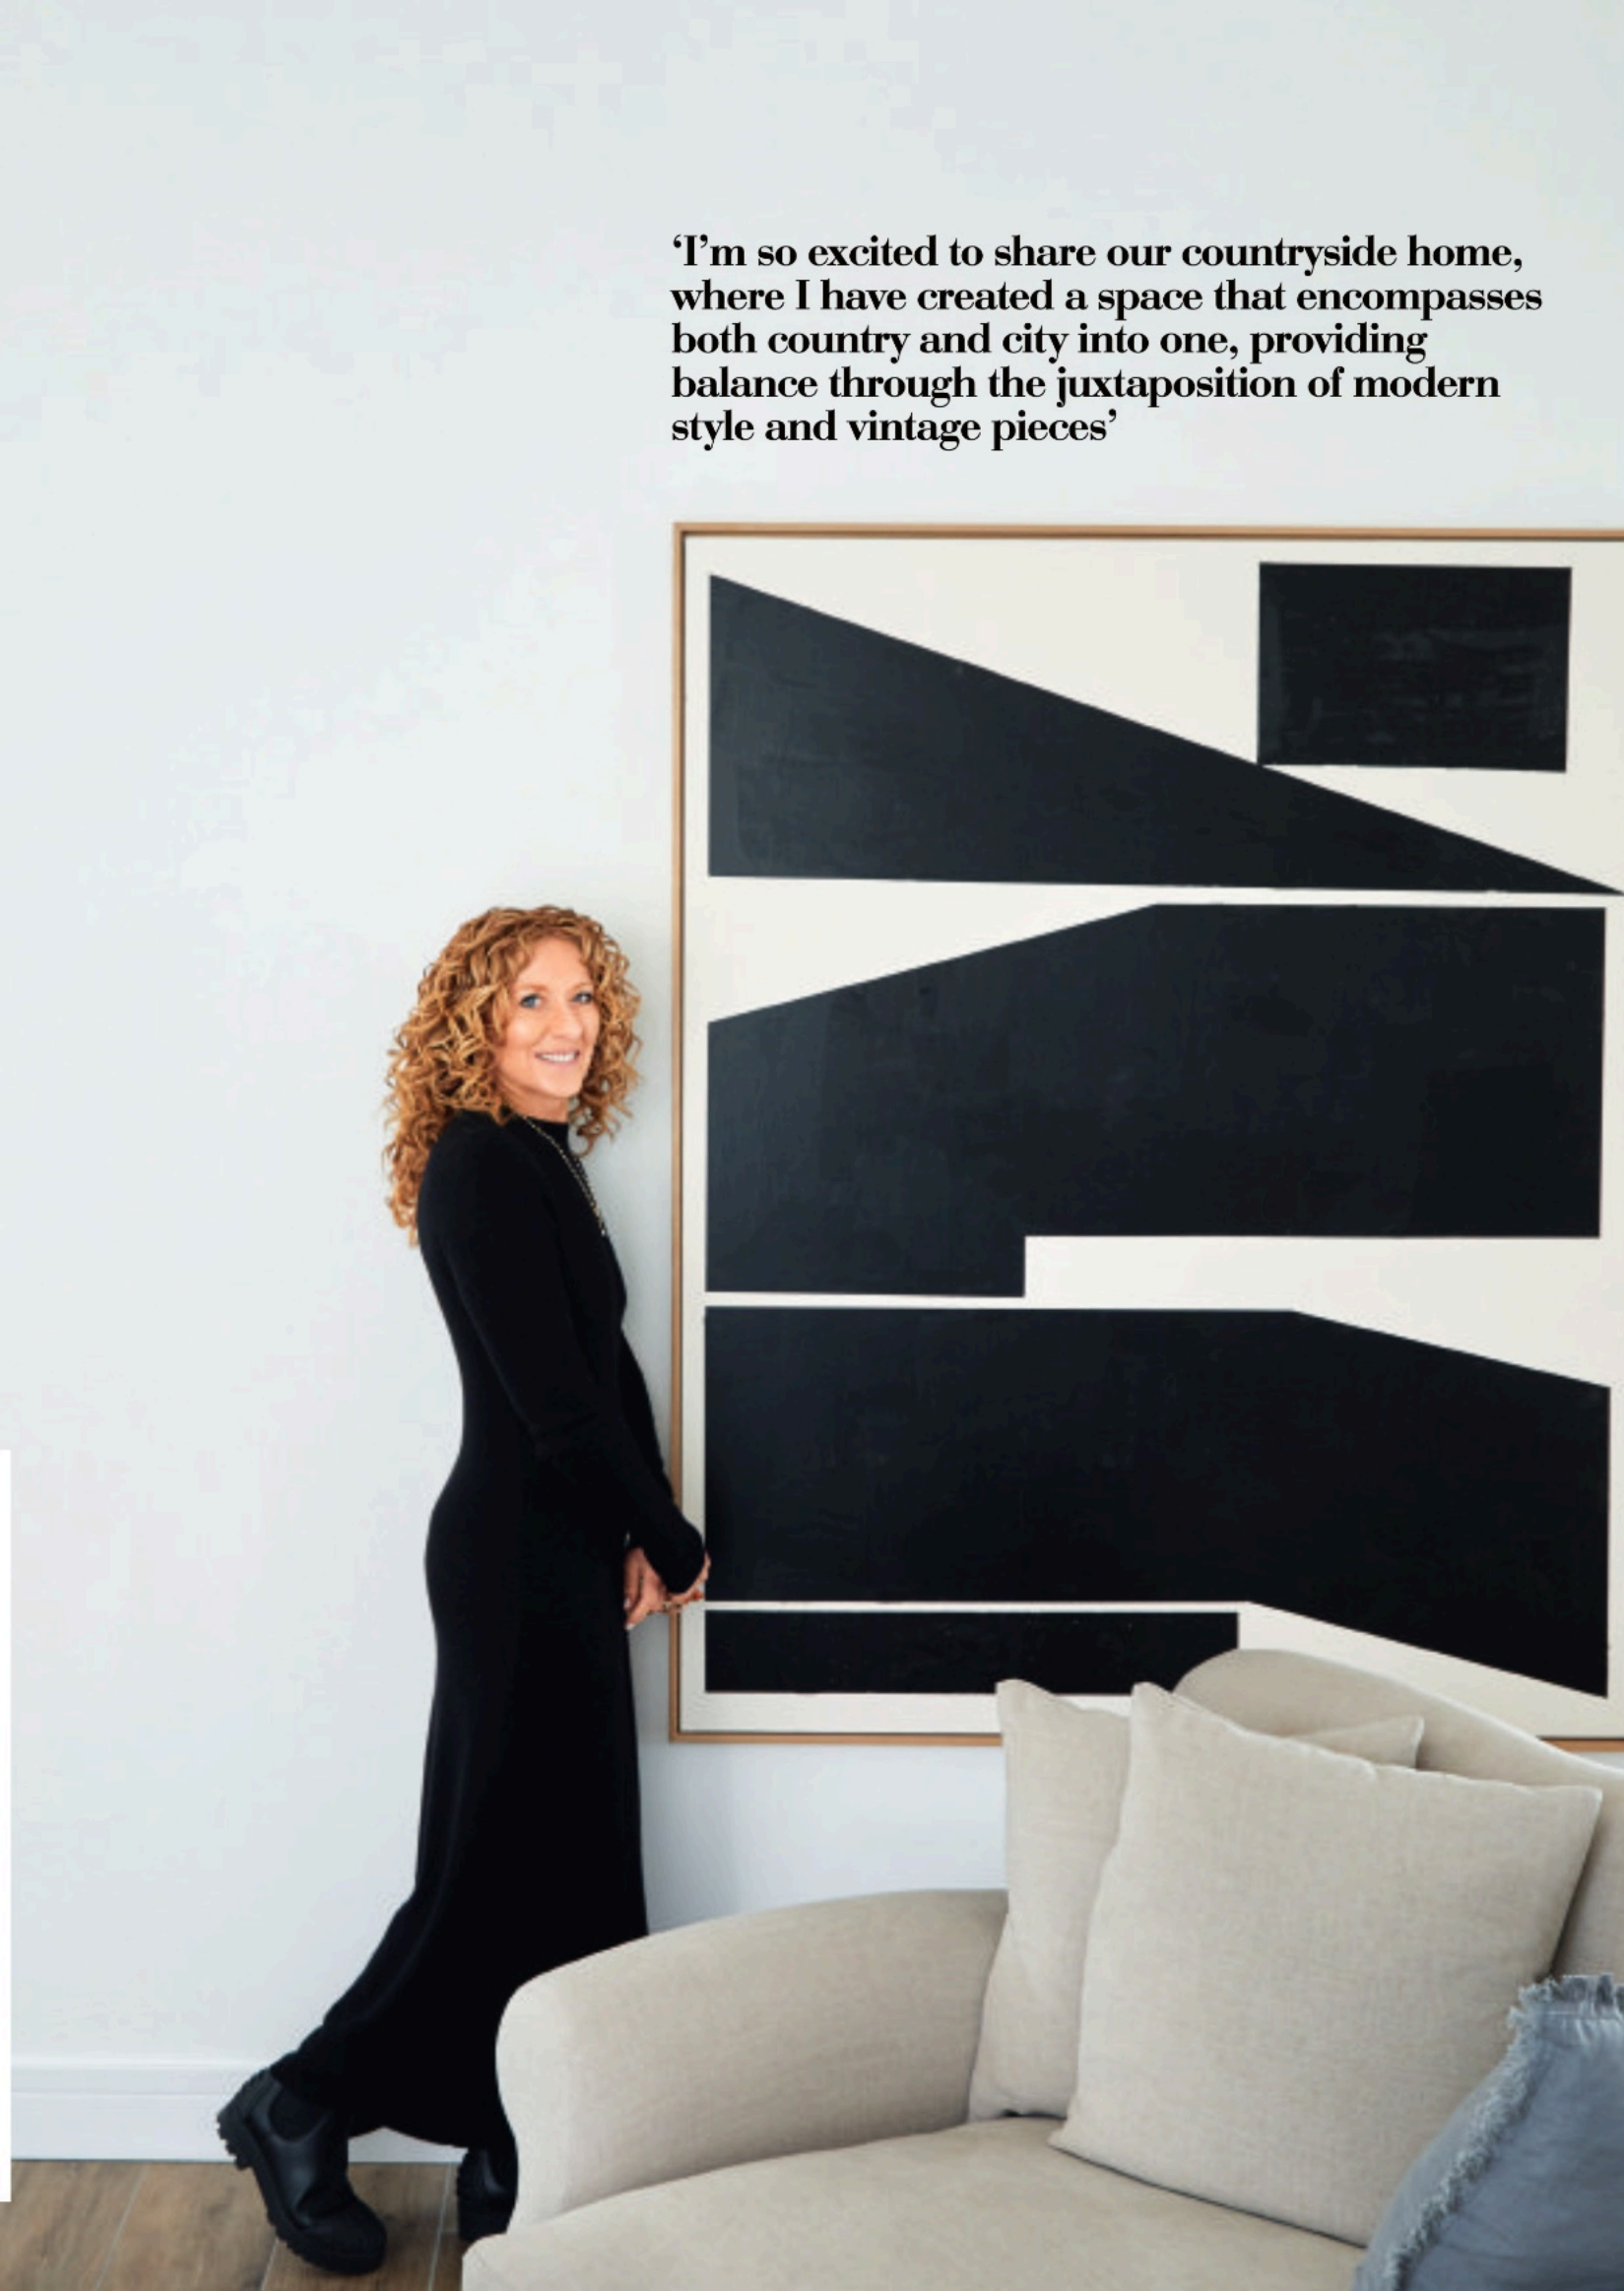 ‘I’m so excited to share our countryside home,
where I have created a space that encompasses
both country and city into one, providing
balance through the juxtaposition of modern
style and vintage pieces’